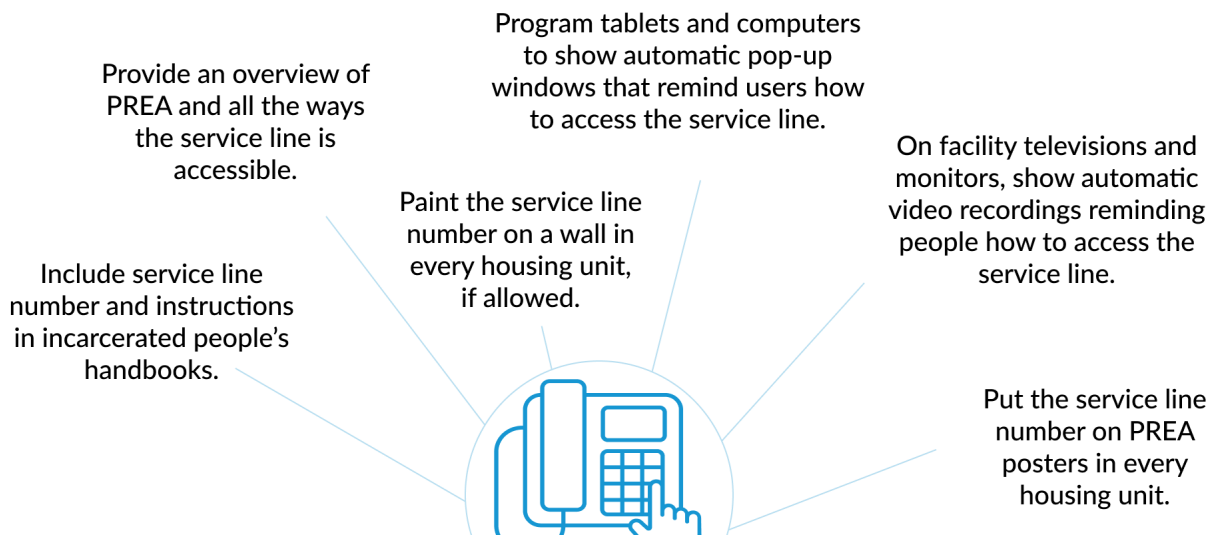 Program tablets and computers
to show automatic pop-up
windows that remind users how
to access the service line.
Provide an overview of
PREA and all the ways
the service line is
accessible.
On facility televisions and
monitors, show automatic
video recordings reminding
people how to access the
service line.
Paint the service line
number on a wall in
every housing unit,
if allowed.
Include service line
number and instructions
in incarcerated people’s
handbooks.
Put the service line
number on PREA
posters in every
housing unit.